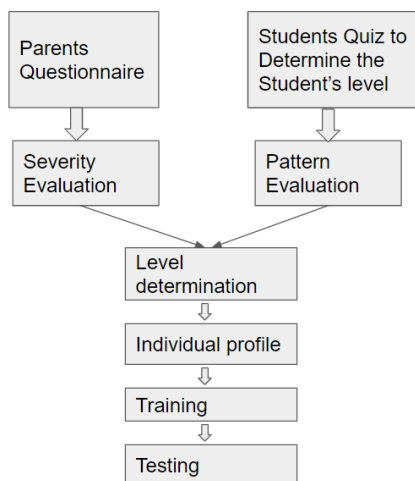 Parents
Questionnaire
Students Quiz to
Determine the
Student's level
Severity
Evaluation
Pattern
Evaluation
Level
determination
Individual profile
Training
Testing